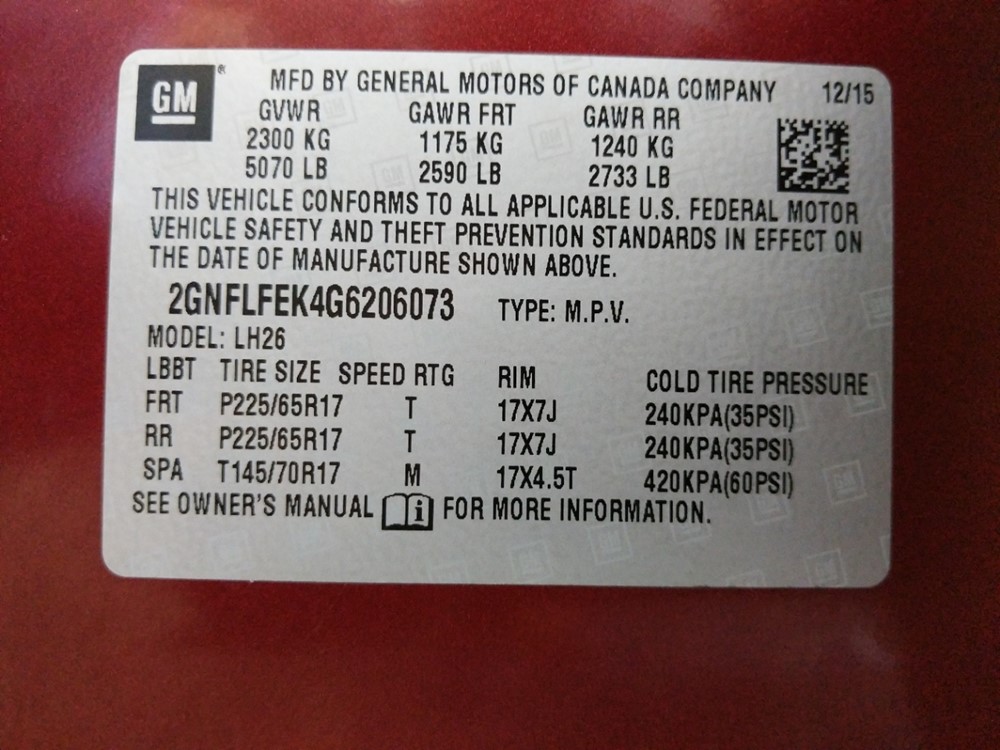 GM ® MFD BY GENERAL MOTORS OF CANADA COMPANY 12/15
GVWR GAWR FRT GAWR RR
2300 KG 1175 KG 1240 KG
5070 LB 2590 LB 2733 LB
THIS VEHICLE CONFORMS TO ALL APPLICABLE U.S. FEDERAL MOTOR
VEHICLE SAFETY AND THEFT PREVENTION STANDARDS IN EFFECT ON
THE DATE OF MANUFACTURE SHOWN ABOVE.
2GNFLFEK4G6206073 TYPE: M.P.V.
MODEL: LH26
LBBT TIRE SIZE SPEED RTG RIM COLD TIRE PRESSURE
FRT P225/65R17 T 17X7J 240KPA(35PSI)
RR P225/65R17 T 17X7J 240KPA(35PSI)
SPA T145/70R17 M 17X4.5T 420KPA(60PSI)
SEE OWNER'S MANUAL i FOR MORE INFORMATION.